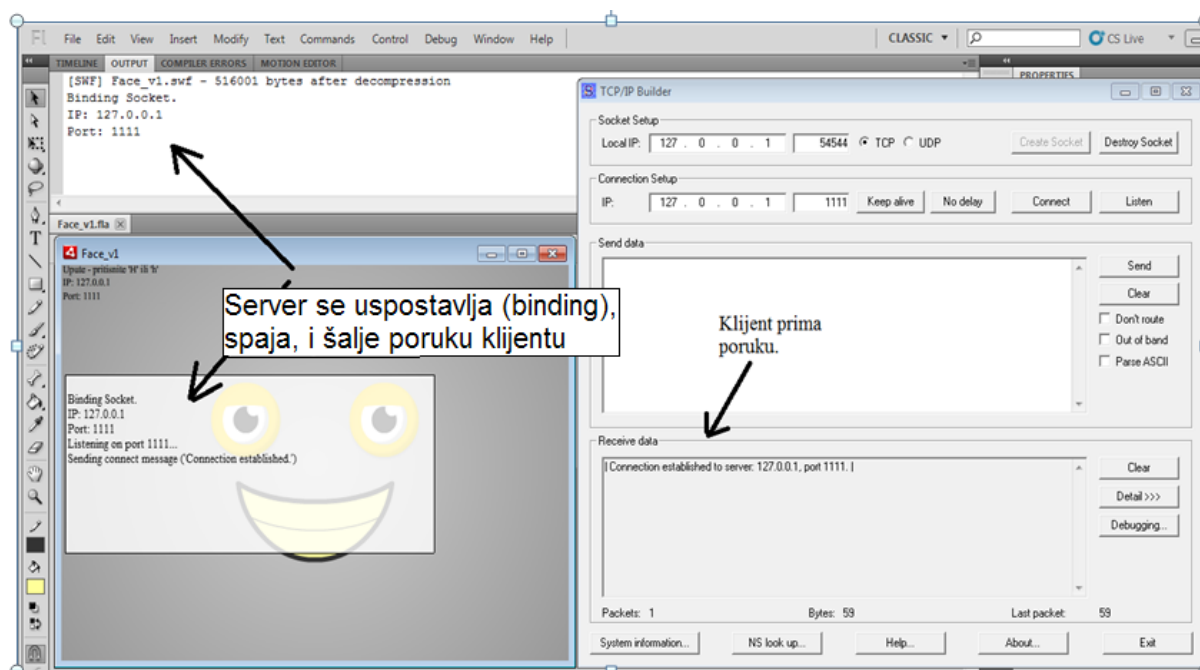 Fl File Edit View Insert Modify Text Commands Control Debug Window Help CLASSIC CS Live
TIMELINE OUTPUT COMPILER ERRORS MOTION EDITOR PROPERTIES
[SWF] Face_v1.swf - 516001 bytes after decompression
Binding Socket.
IP: 127.0.0.1
Port: 1111
Face_v1.fla
Face_v1
Upute - pritisnite 'H' ili 'h'
IP: 127.0.0.1
Port: 1111
Server se uspostavlja (binding),
spaja, i šalje poruku klijentu
Binding Socket.
IP: 127.0.0.1
Port: 1111
Listening on port 1111...
Sending connect message ('Connection established.')
TCP/IP Builder
Socket Setup
Local IP: 127 . 0 . 0 . 1 54544 TCP UDP Create Socket Destroy Socket
Connection Setup
IP: 127 . 0 . 0 . 1 1111 Keep alive No delay Connect Listen
Send data
Send
Clear
Don't route
Out of band
Parse ASCII
Klijent prima
poruku.
Receive data
| Connection established to server: 127.0.0.1, port 1111. |
Clear
Detail >>>
Debugging...
Packets: 1 Bytes: 59 Last packet: 59
System information... NS look up... Help... About... Exit